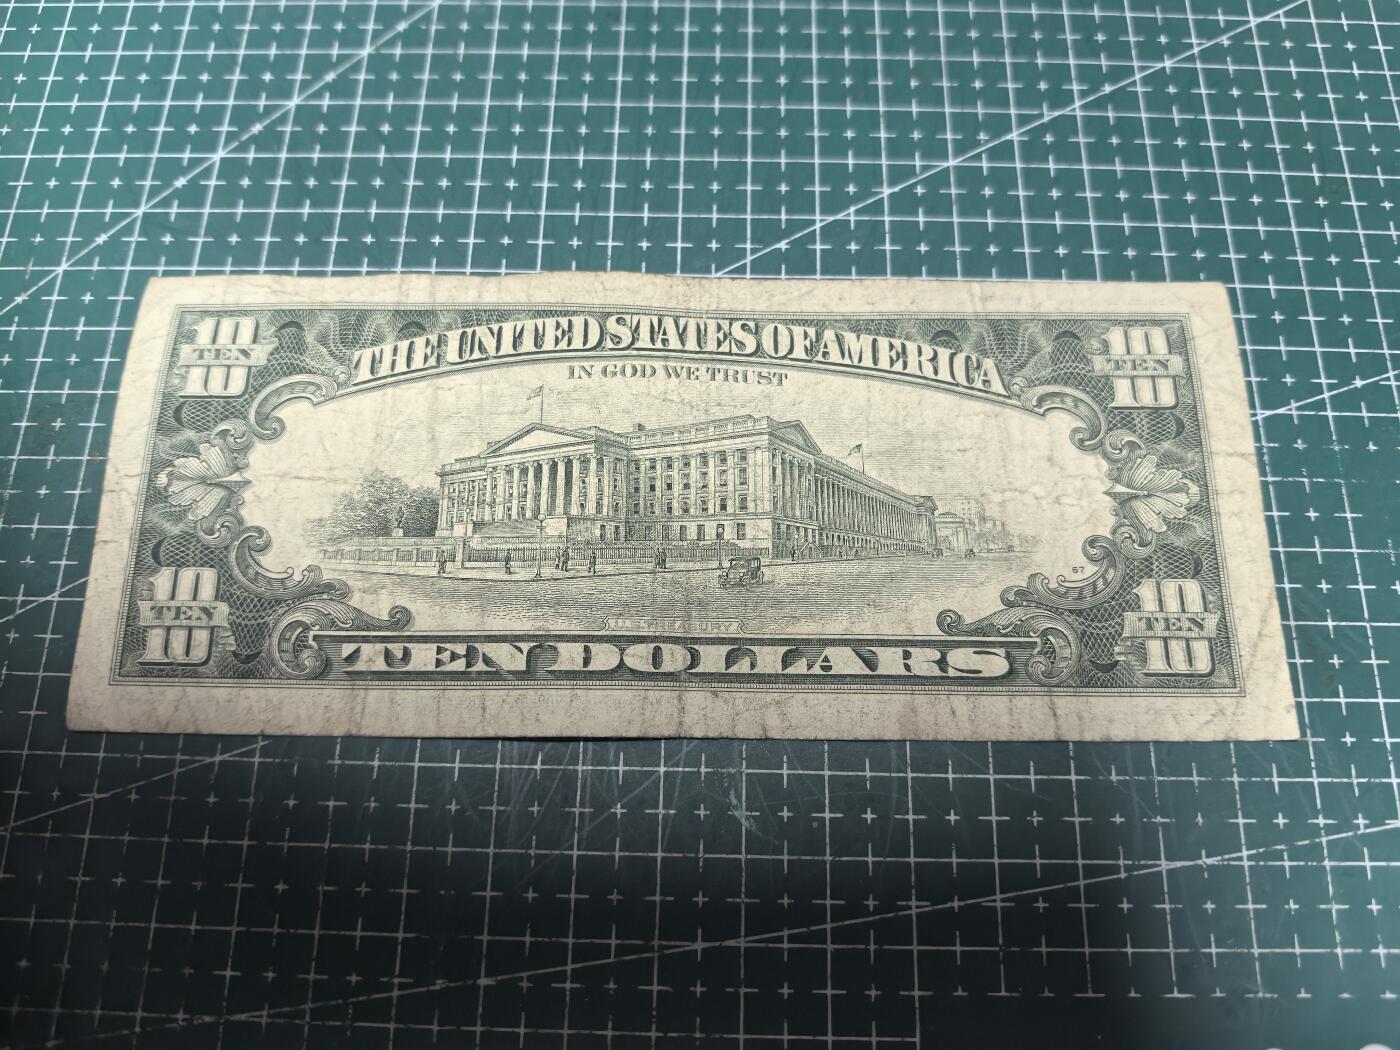 10 TEN 10
THE UNITED STATES OF AMERICA
10 TEN 10
IN GOD WE TRUST
67
10 TEN 10
U.S. TREASURY
10 TEN 10
TEN DOLLARS